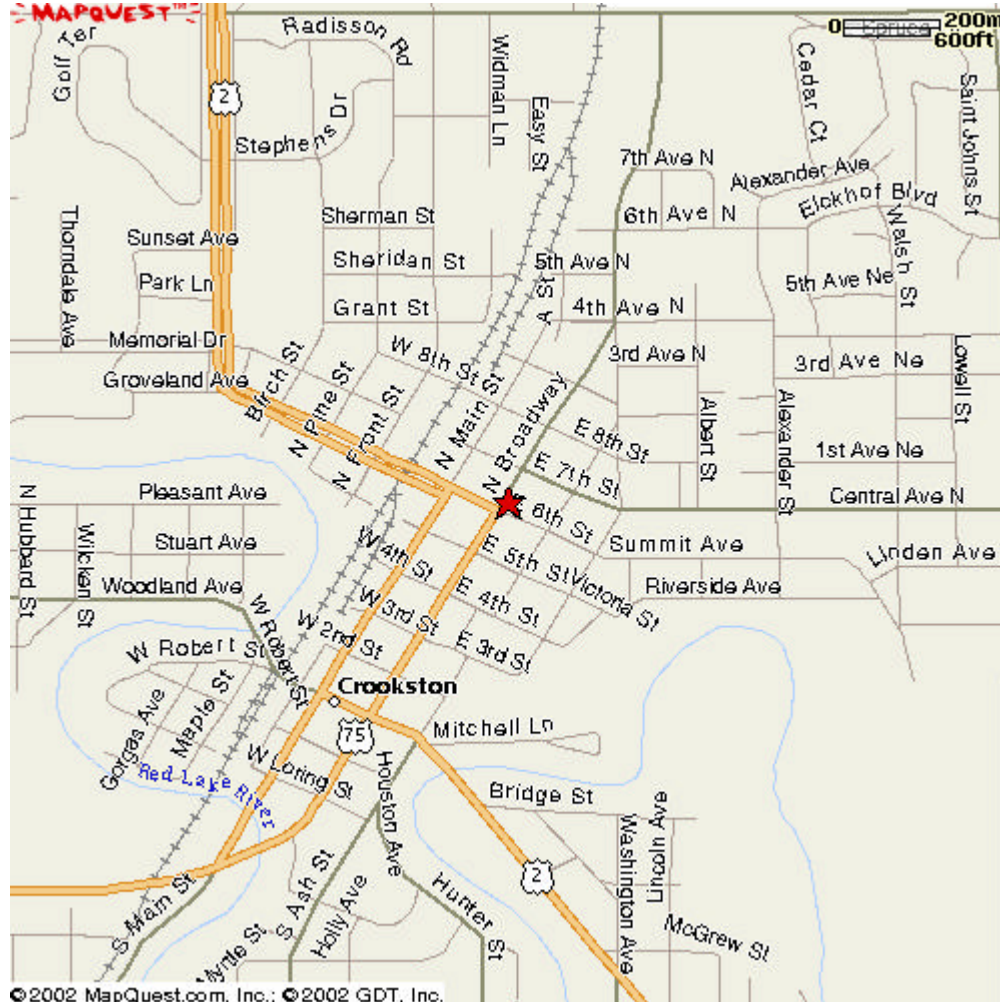 MAPQUEST™
0 200m
Spruce 600ft
Golf Ter
Radisson Rd
Widman Ln
Easy St
Cedar Ct
Saint Johns St
2
Stephens Dr
7th Ave N
Alexander Ave
Elckhof Blvd
Thorndale Ave
Sherman St
6th Ave N
Walsh St
Sunset Ave
Sheridan St
5th Ave N
5th Ave Ne
Park Ln
Grant St
A St
4th Ave N
Memorial Dr
W 8th St
3rd Ave N
3rd Ave Ne
Lowell St
Groveland Ave
Birch St
N Pine St
N Front St
N Main St
N Broadway
Albert St
Alexander St
E 8th St
1st Ave Ne
E 7th St
N Hubbard St
Pleasant Ave
Central Ave N
E 6th St
Wilcken St
Stuart Ave
W 4th St
E 5th St
Summit Ave
Linden Ave
Woodland Ave
W 3rd St
E 4th St
Victoria St
Riverside Ave
W Robert St
W Robert St
W 2nd St
E 3rd St
Crookston
Gorgas Ave
Maple St
75
Mitchell Ln
Red Lake River
W Loring St
Houston Ave
Bridge St
Washington Ave
Lincoln Ave
2
S Main St
S Ash St
Holly Ave
Hunter St
McGrew St
Myrtle St
©2002 MapQuest.com, Inc.; ©2002 GDT, Inc.